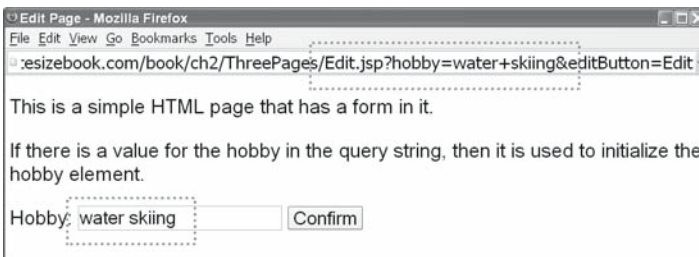 Edit Page - Mozilla Firefox
File Edit View Go Bookmarks Tools Help
:esizebook.com/book/ch2/ThreePages/Edit.jsp?hobby=water+skiing&editButton=Edit
This is a simple HTML page that has a form in it.
If there is a value for the hobby in the query string, then it is used to initialize the
hobby element.
Hobby: water skiing Confirm